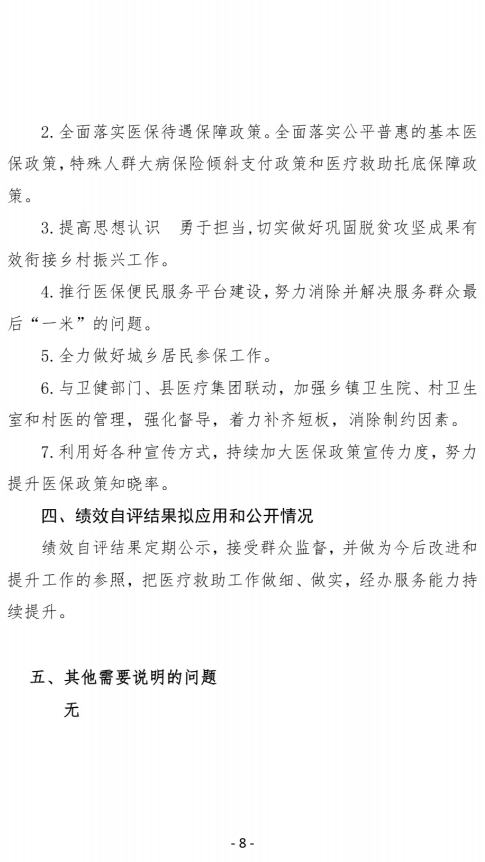 2.全面落实医保待遇保障政策。全面落实公平普惠的基本医
保政策,特殊人群大病保险倾斜支付政策和医疗救助托底保障政
策。
3.提高思想认识　勇于担当,切实做好巩固脱贫攻坚成果有
效衔接乡村振兴工作。
4.推行医保便民服务平台建设,努力消除并解决服务群众最
后“一米”的问题。
5.全力做好城乡居民参保工作。
6.与卫健部门、县医疗集团联动，加强乡镇卫生院、村卫生
室和村医的管理，强化督导，着力补齐短板，消除制约因素。
7.利用好各种宣传方式，持续加大医保政策宣传力度，努力
提升医保政策知晓率。
四、绩效自评结果拟应用和公开情况
绩效自评结果定期公示，接受群众监督，并做为今后改进和
提升工作的参照，把医疗救助工作做细、做实，经办服务能力持
续提升。
五、其他需要说明的问题
无
- 8 -